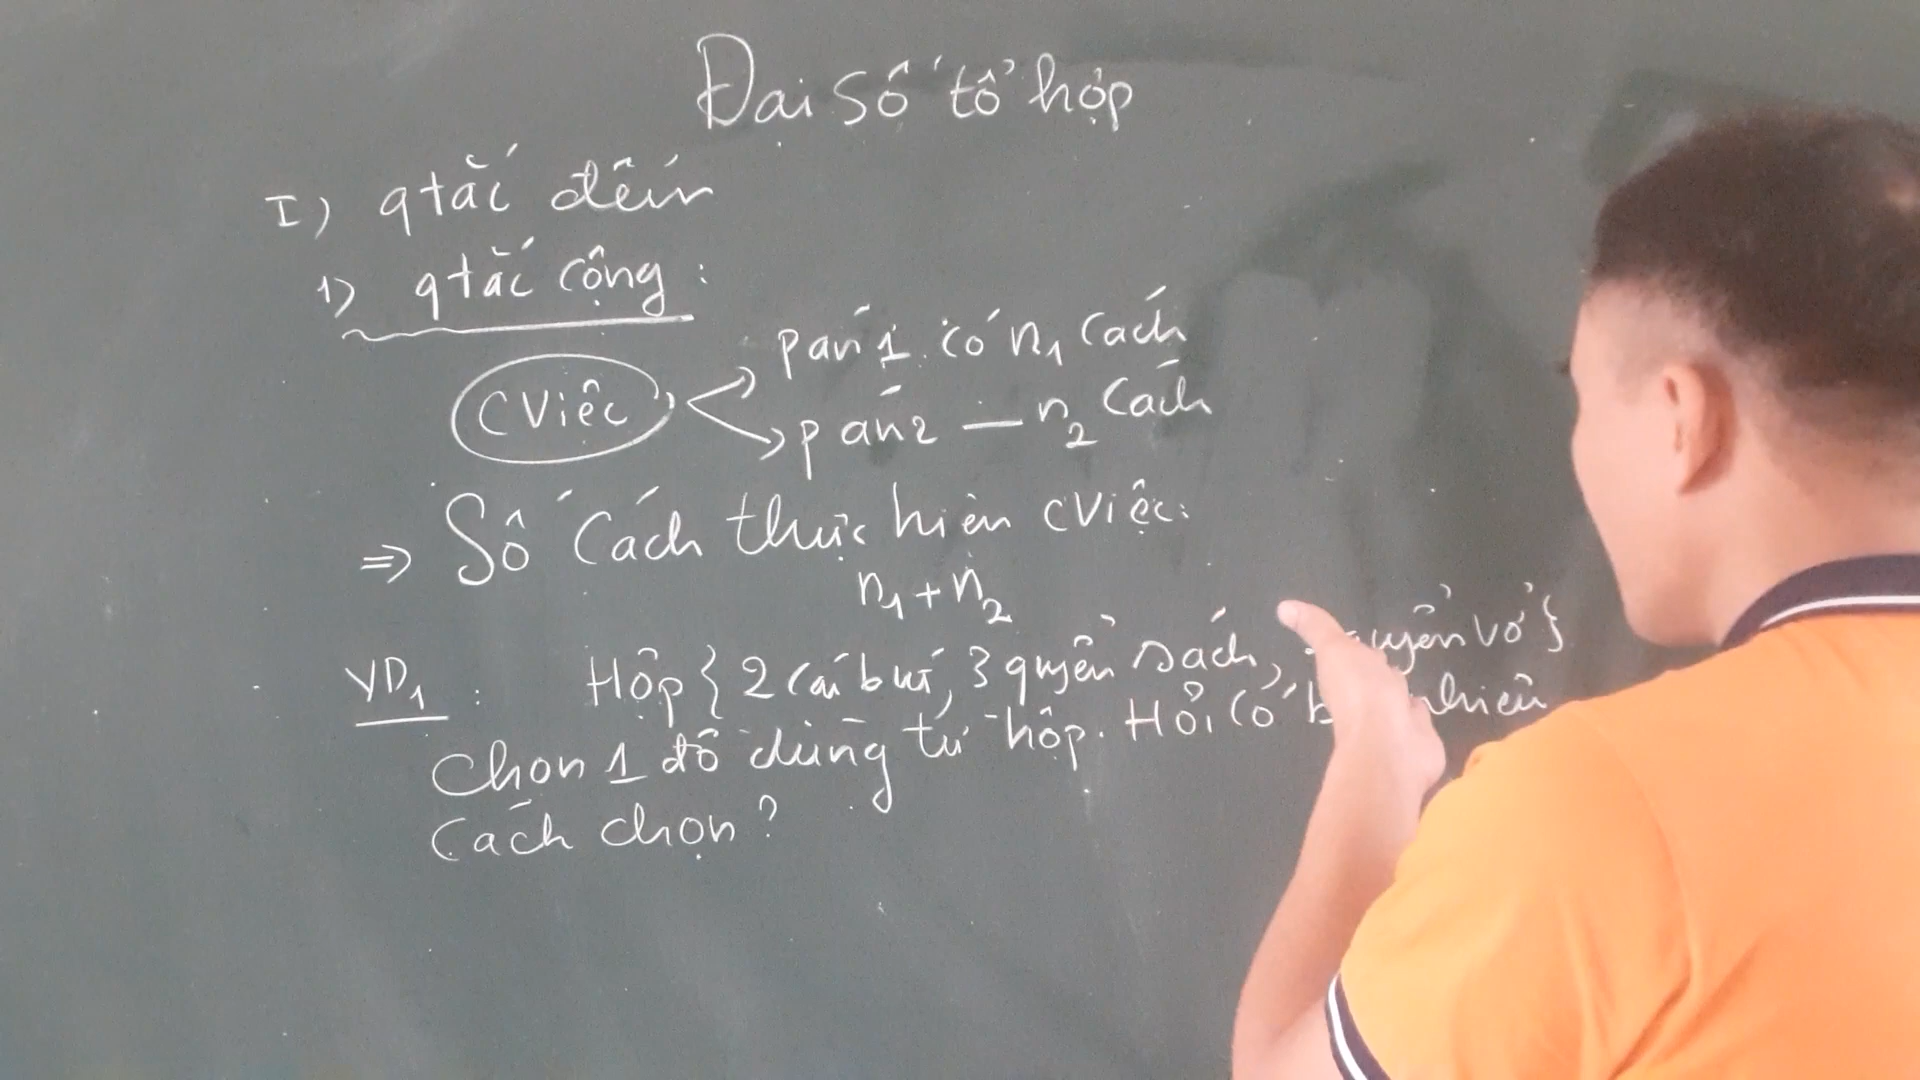 Đại số tổ hợp
I) qtắc đếm
1) qtắc cộng:
cviệc
pán 1 có n₁ cách
pán 2 — n₂ cách
⇒ Số cách thực hiện cviệc:
n₁ + n₂
VD₁: Hộp { 2 cái bút, 3 quyển sách, vở }
Chọn 1 đồ dùng từ hộp. Hỏi có
cách chọn?